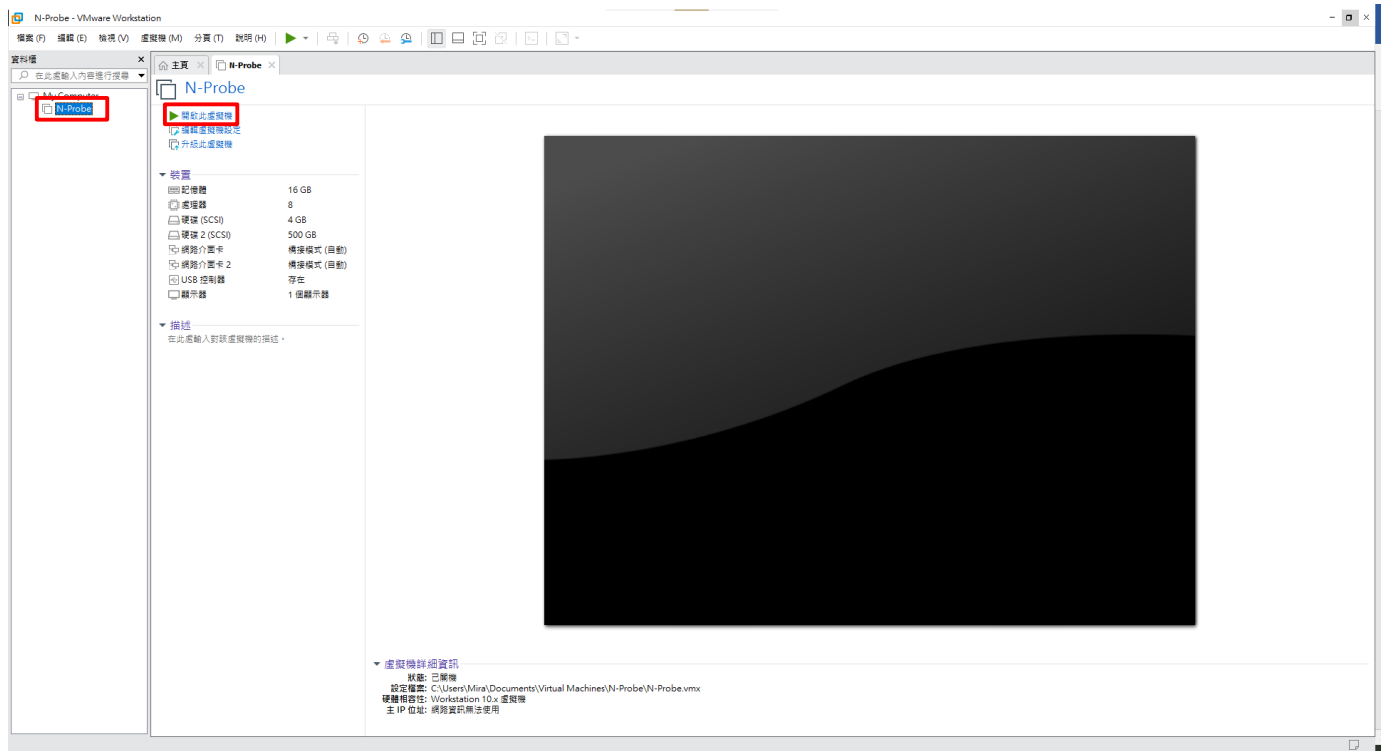 N-Probe - VMware Workstation
檔案(F) 編輯(E) 檢視(V) 虛擬機(M) 分頁(T) 說明(H)
資料櫃
在此處輸入內容進行搜尋
My Computer
N-Probe
主頁
N-Probe
N-Probe
開啟此虛擬機
編輯虛擬機設定
升級此虛擬機
裝置
記憶體 16 GB
處理器 8
硬碟 (SCSI) 4 GB
硬碟 2 (SCSI) 500 GB
網路介面卡 橋接模式 (自動)
網路介面卡 2 橋接模式 (自動)
USB 控制器 存在
顯示器 1 個顯示器
描述
在此處輸入對該虛擬機的描述。
虛擬機詳細資訊
狀態: 已關機
設定檔案: C:\Users\Mira\Documents\Virtual Machines\N-Probe\N-Probe.vmx
硬體相容性: Workstation 10.x 虛擬機
主 IP 位址: 網路資訊無法使用